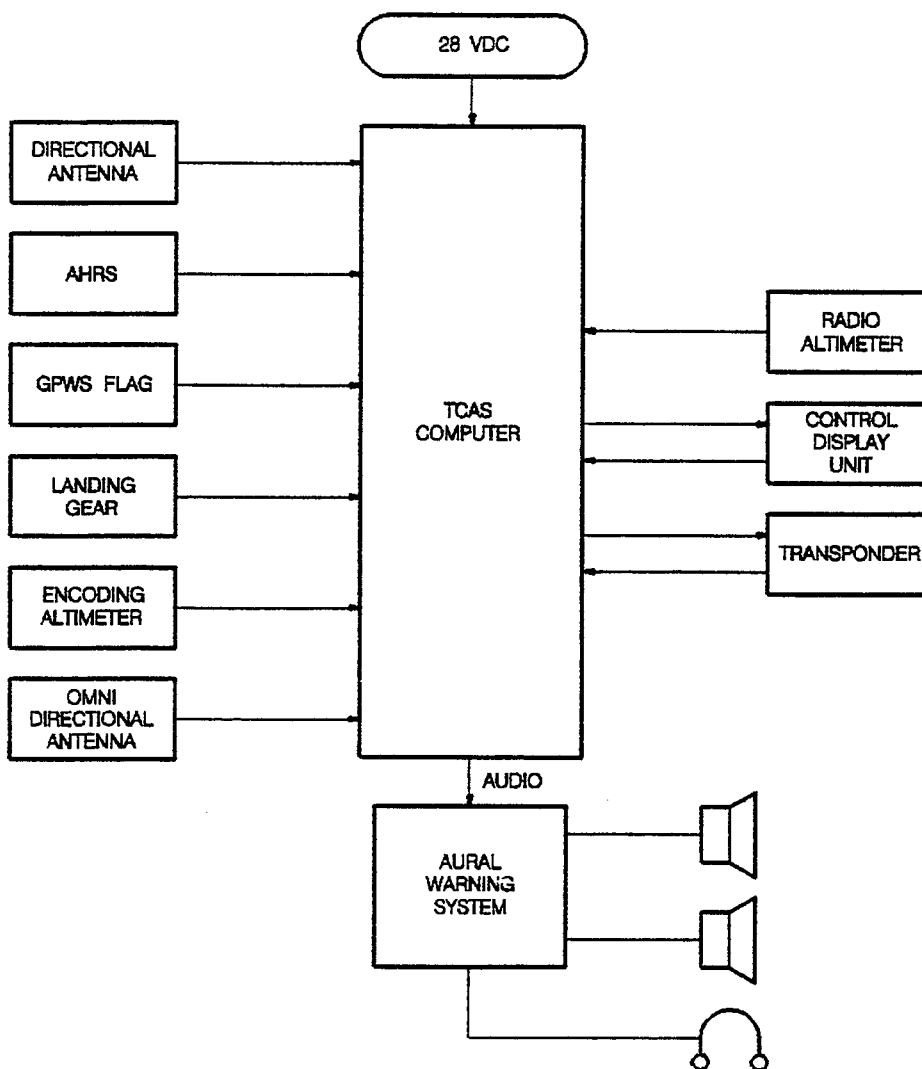 28 VDC
DIRECTIONAL
ANTENNA
AHRS
GPWS FLAG
LANDING
GEAR
ENCODING
ALTIMETER
OMNI
DIRECTIONAL
ANTENNA
TCAS
COMPUTER
RADIO
ALTIMETER
CONTROL
DISPLAY
UNIT
TRANSPONDER
AUDIO
AURAL
WARNING
SYSTEM